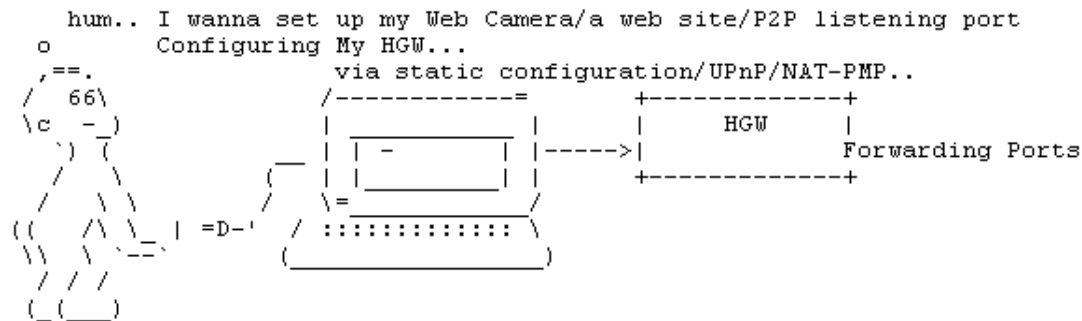 hum.. I wanna set up my Web Camera/a web site/P2P listening port
Configuring My HGW...
via static configuration/UPnP/NAT-PMP..
HGW
Forwarding Ports